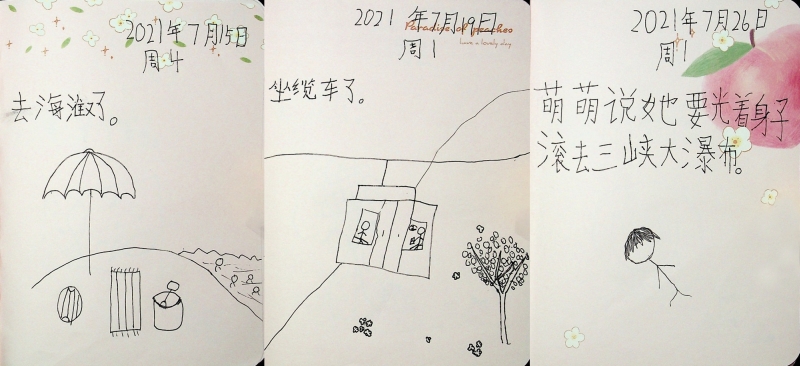 2021年7月15日
周4
去海滩了。
2021年7月19日
Paradise of Peaches
have a lovely day
周1
坐缆车了。
2021年7月26日
周1
萌萌说她要光着身子
滚去三峡大瀑布。